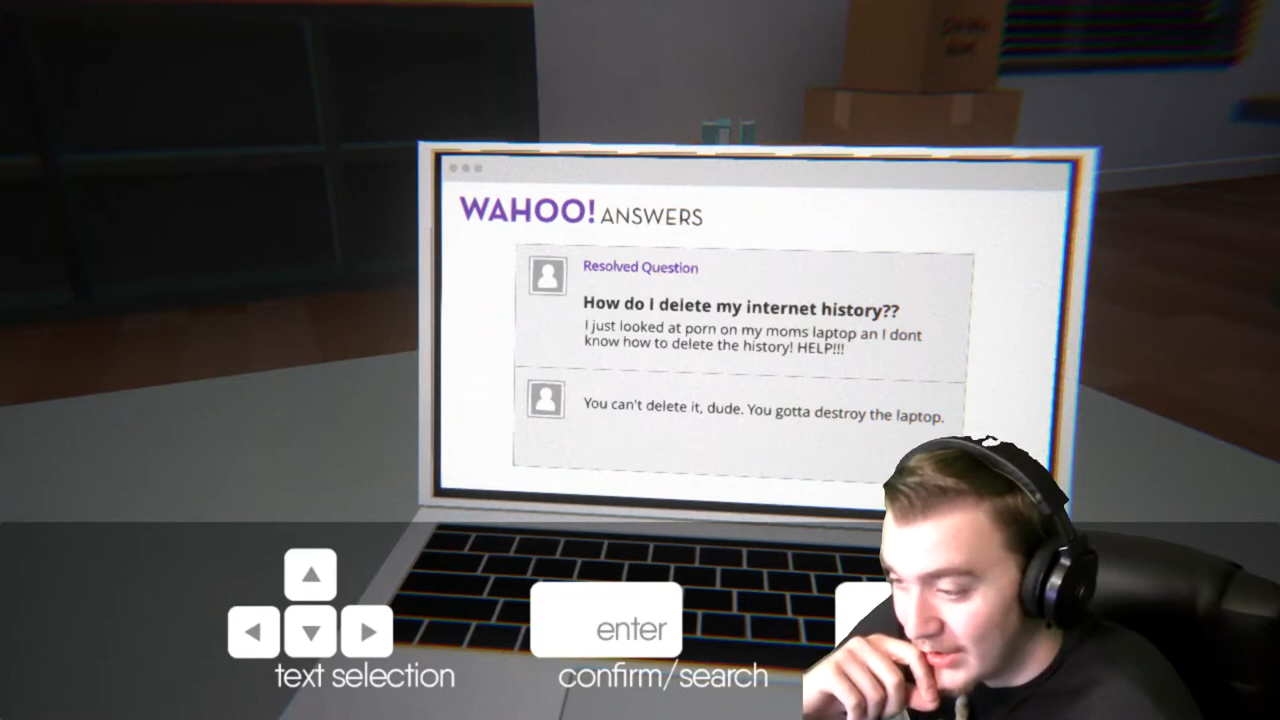 WAHOO! ANSWERS
Resolved Question
How do I delete my internet history??
I just looked at porn on my moms laptop an I dont
know how to delete the history! HELP!!!
You can't delete it, dude. You gotta destroy the laptop.
enter
text selection
confirm/search